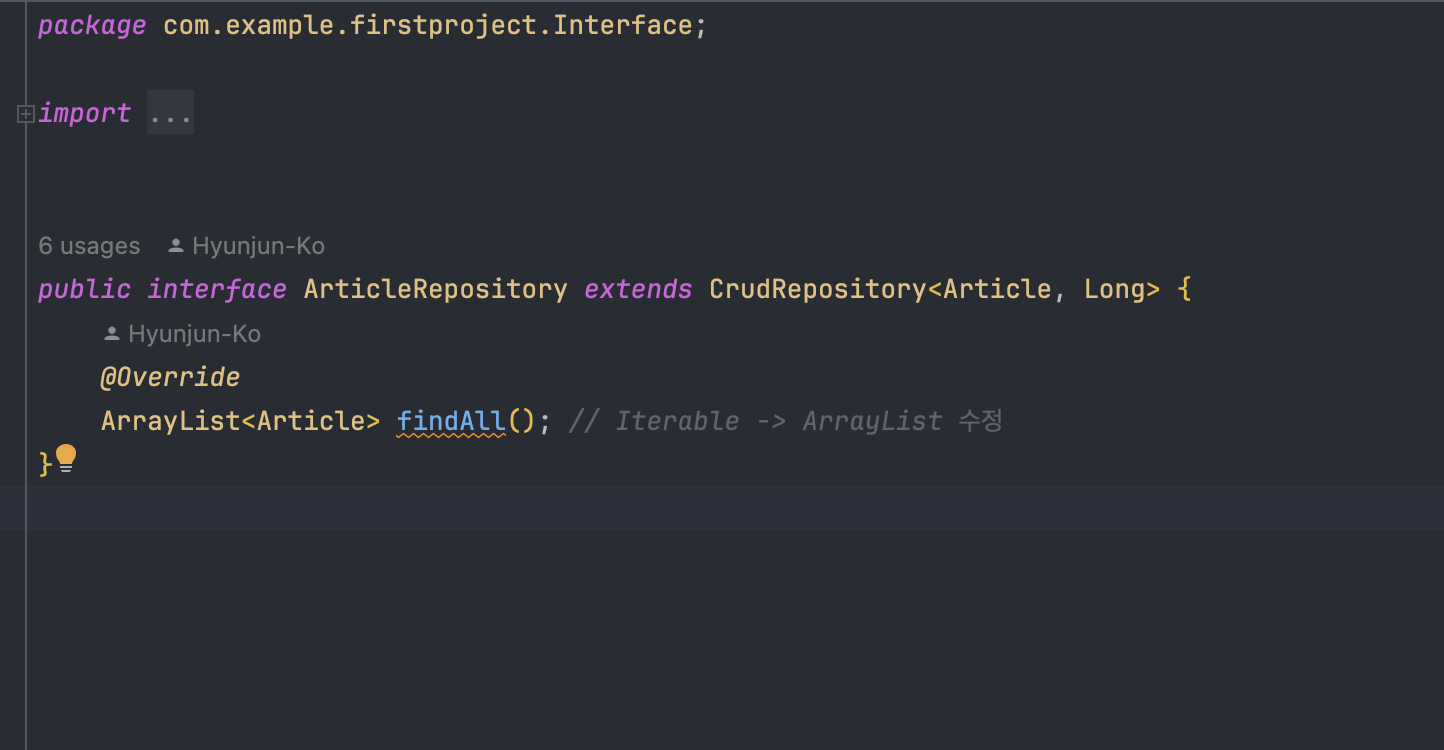 package com.example.firstproject.Interface;
import ...
6 usages Hyunjun-Ko
public interface ArticleRepository extends CrudRepository<Article, Long> {
Hyunjun-Ko
@Override
ArrayList<Article> findAll(); // Iterable -> ArrayList 수정
}